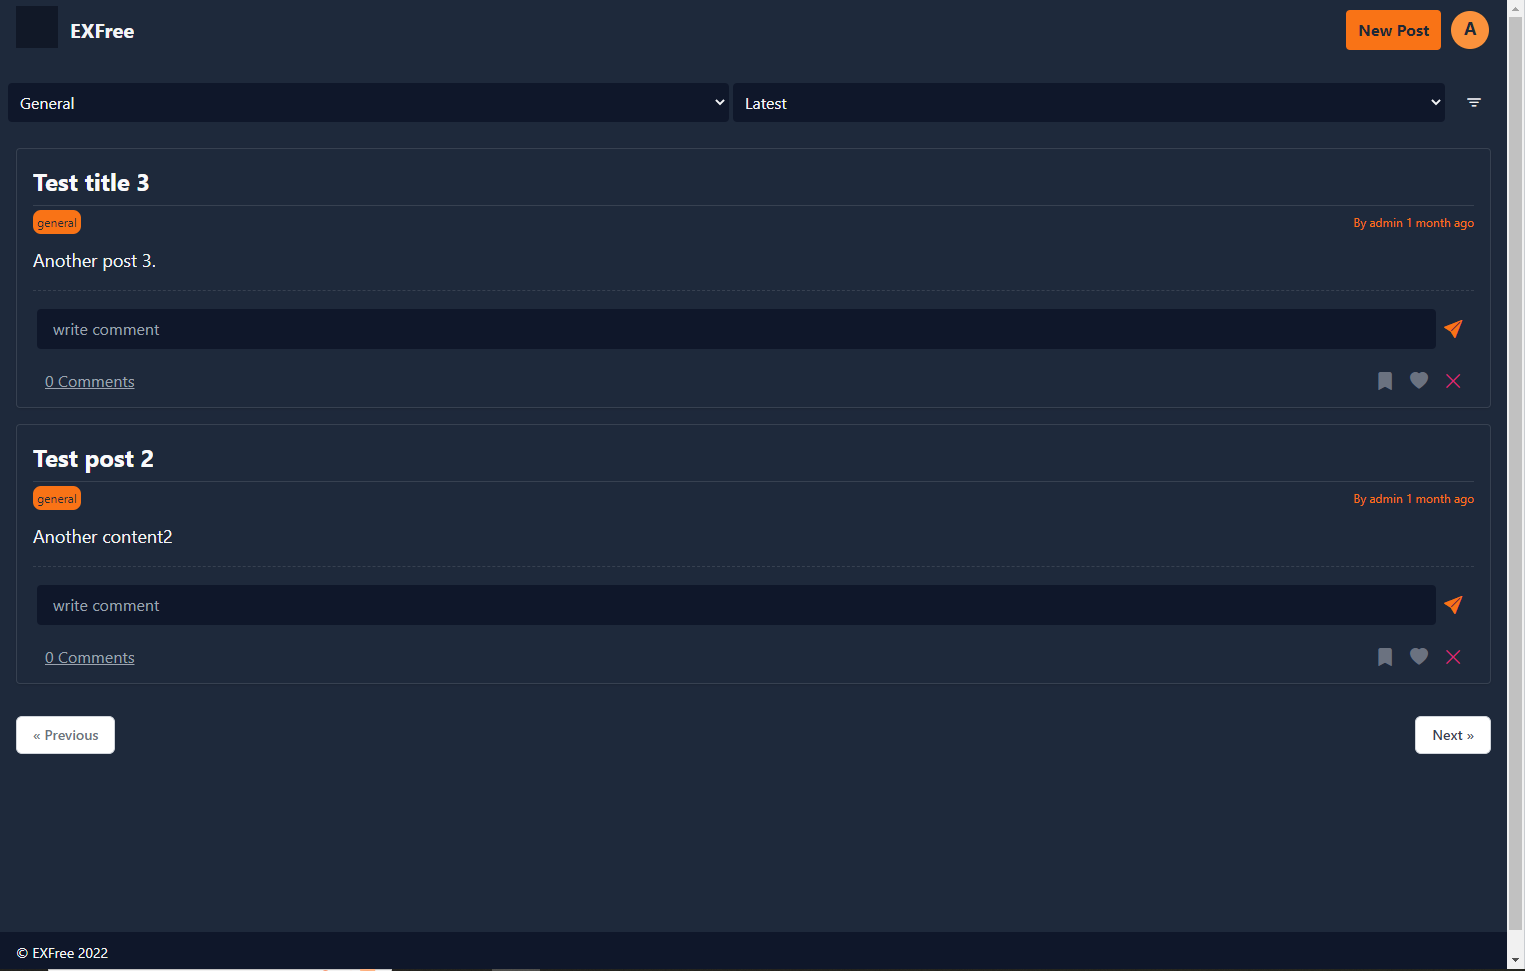 EXFree
New Post
A
General
Latest
Test title 3
general
By admin 1 month ago
Another post 3.
write comment
0 Comments
Test post 2
general
By admin 1 month ago
Another content2
write comment
0 Comments
« Previous
Next »
© EXFree 2022